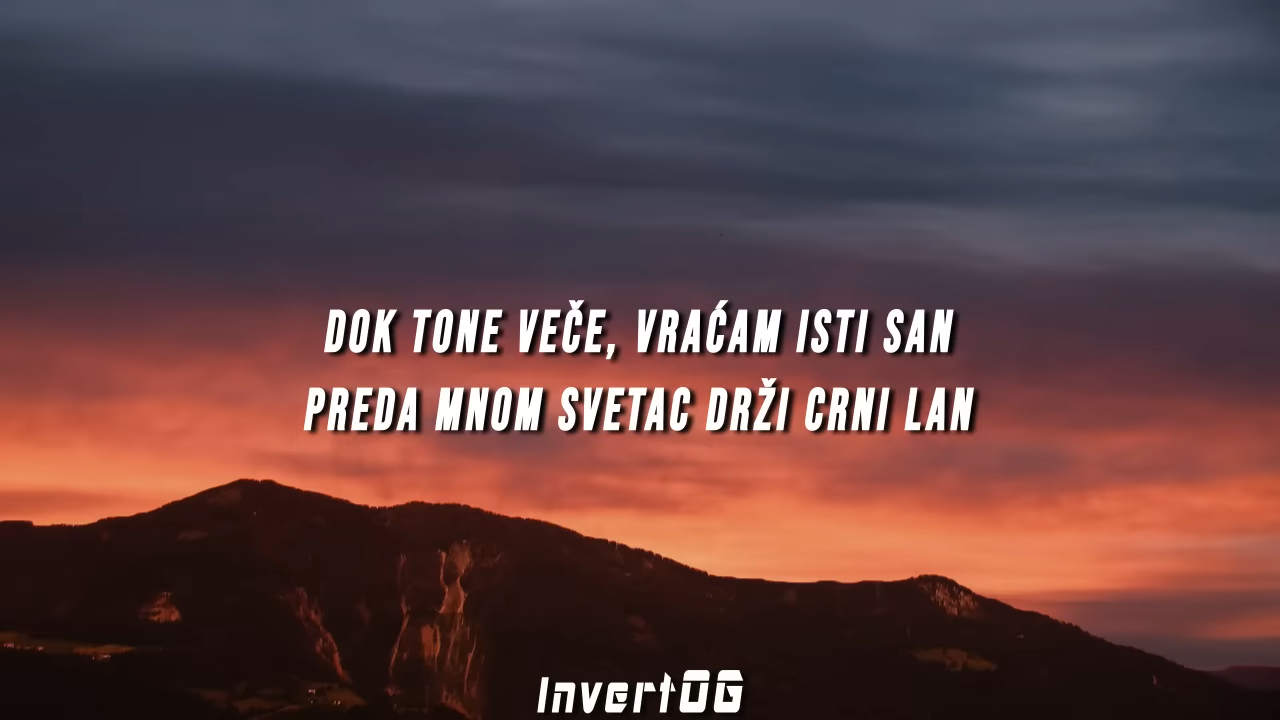 DOK TONE VEČE, VRAĆAM ISTI SAN
PREDA MNOM SVETAC DRŽI CRNI LAN
InvertOG